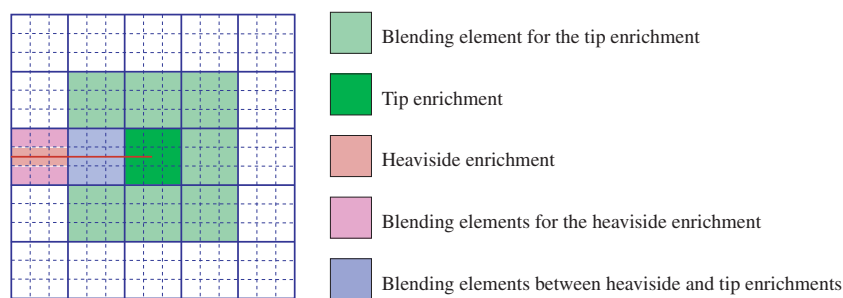 Blending element for the tip enrichment
Tip enrichment
Heaviside enrichment
Blending elements for the heaviside enrichment
Blending elements between heaviside and tip enrichments